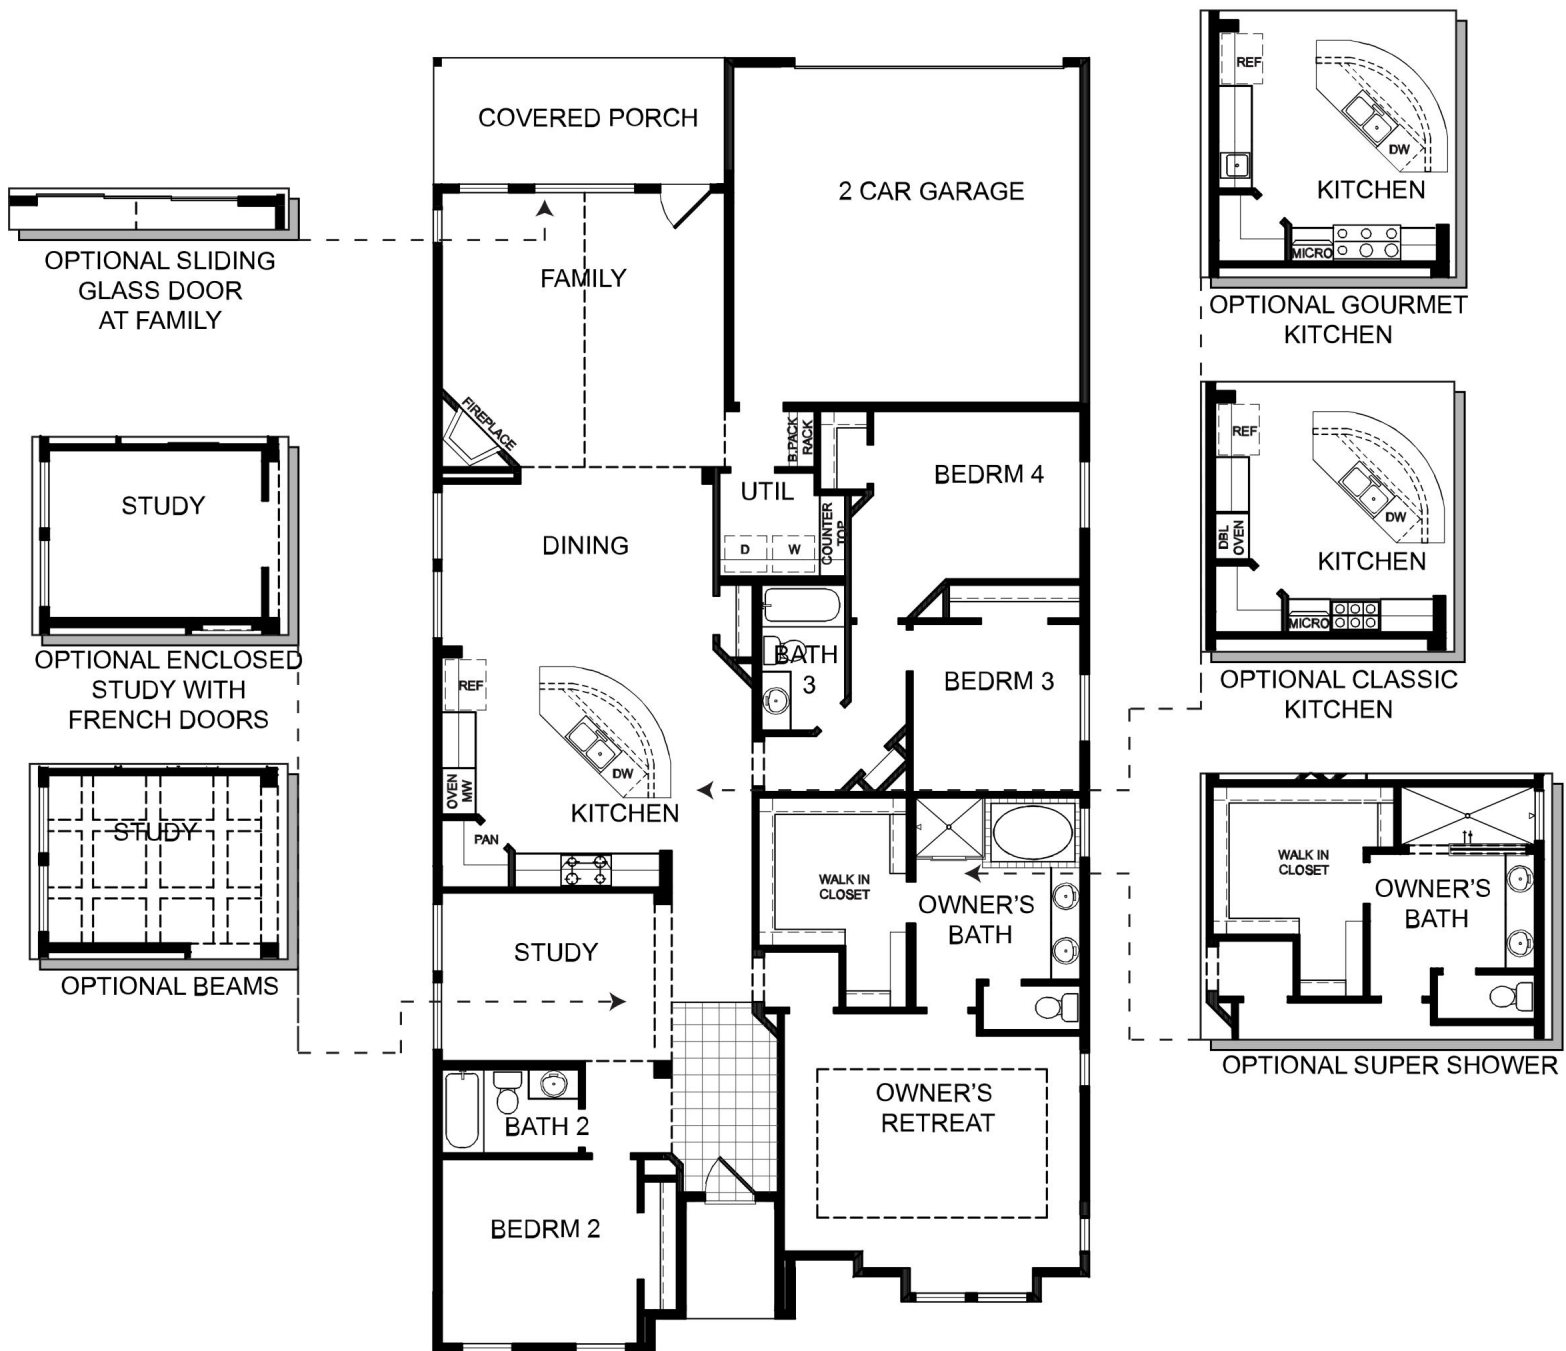 COVERED PORCH
2 CAR GARAGE
FAMILY
FIREPLACE
B.PACK
RACK
UTIL
D
W
COUNTER
TOP
BEDRM 4
DINING
BATH
3
BEDRM 3
REF
DW
OVEN
MW
KITCHEN
PAN
WALK IN
CLOSET
OWNER'S
BATH
STUDY
OWNER'S
RETREAT
BATH 2
BEDRM 2
OPTIONAL SLIDING
GLASS DOOR
AT FAMILY
STUDY
OPTIONAL ENCLOSED
STUDY WITH
FRENCH DOORS
STUDY
OPTIONAL BEAMS
REF
DW
KITCHEN
MICRO
OPTIONAL GOURMET
KITCHEN
REF
DW
DBL
OVEN
KITCHEN
MICRO
OPTIONAL CLASSIC
KITCHEN
WALK IN
CLOSET
OWNER'S
BATH
OPTIONAL SUPER SHOWER